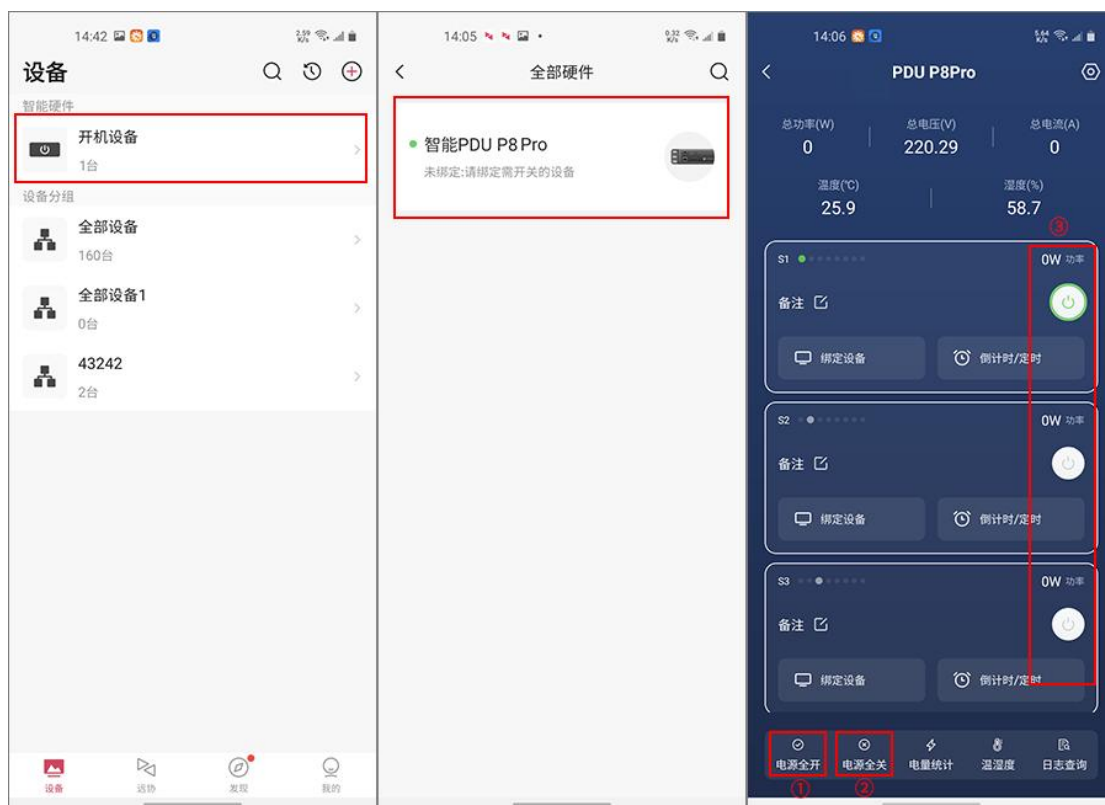 14:42
2.59 K/s
设备
智能硬件
开机设备
1台
设备分组
全部设备
160台
全部设备1
0台
43242
2台
设备
远协
发现
我的
14:05
0.32 K/s
全部硬件
智能PDU P8 Pro
未绑定:请绑定需开关的设备
14:06
5.64 K/s
PDU P8Pro
总功率(W)
总电压(V)
总电流(A)
0
220.29
0
温度(℃)
湿度(%)
25.9
58.7
③
S1
0W 功率
备注
绑定设备
倒计时/定时
S2
0W 功率
备注
绑定设备
倒计时/定时
S3
0W 功率
备注
绑定设备
倒计时/定时
电源全开
电源全关
电量统计
温湿度
日志查询
①
②